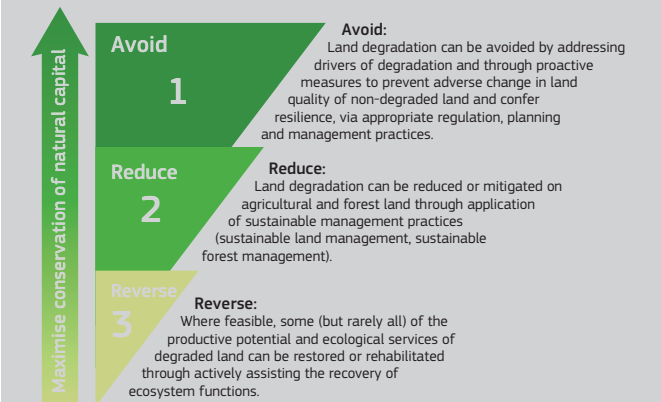 Maximise conservation of natural capital
Avoid
1
Avoid:
Land degradation can be avoided by addressing
drivers of degradation and through proactive
measures to prevent adverse change in land
quality of non-degraded land and confer
resilience, via appropriate regulation, planning
and management practices.
Reduce
2
Reduce:
Land degradation can be reduced or mitigated on
agricultural and forest land through application
of sustainable management practices
(sustainable land management, sustainable
forest management).
Reverse
3
Reverse:
Where feasible, some (but rarely all) of the
productive potential and ecological services of
degraded land can be restored or rehabilitated
through actively assisting the recovery of
ecosystem functions.